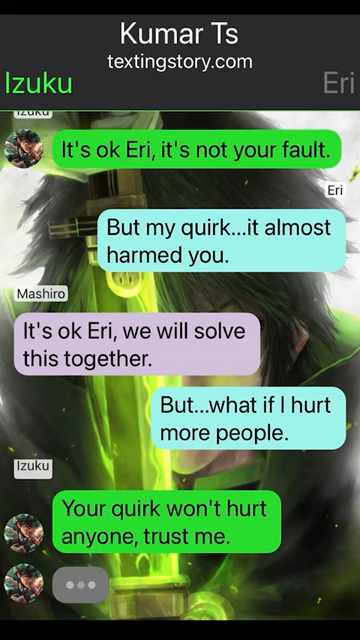 Kumar Ts
textingstory.com
Izuku Eri
Izuku
It's ok Eri, it's not your fault.
Eri
But my quirk...it almost
harmed you.
Mashiro
It's ok Eri, we will solve
this together.
But...what if I hurt
more people.
Izuku
Your quirk won't hurt
anyone, trust me.